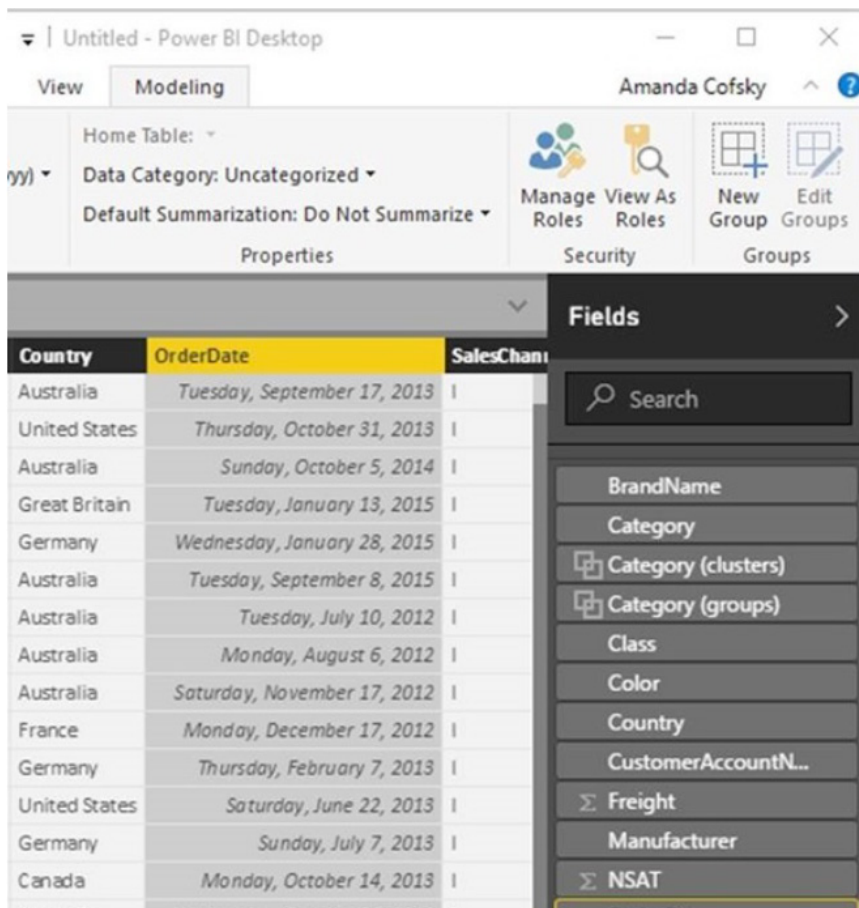 Untitled - Power BI Desktop
View Modeling Amanda Cofsky ?
Home Table:
yy) Data Category: Uncategorized
Default Summarization: Do Not Summarize
Manage Roles
View As Roles
New Group
Edit Groups
Properties Security Groups
Fields
Search
Country OrderDate SalesChann
Australia Tuesday, September 17, 2013 I
United States Thursday, October 31, 2013 I
Australia Sunday, October 5, 2014 I
Great Britain Tuesday, January 13, 2015 I
Germany Wednesday, January 28, 2015 I
Australia Tuesday, September 8, 2015 I
Australia Tuesday, July 10, 2012 I
Australia Monday, August 6, 2012 I
Australia Saturday, November 17, 2012 I
France Monday, December 17, 2012 I
Germany Thursday, February 7, 2013 I
United States Saturday, June 22, 2013 I
Germany Sunday, July 7, 2013 I
Canada Monday, October 14, 2013 I
BrandName
Category
Category (clusters)
Category (groups)
Class
Color
Country
CustomerAccountN...
Σ Freight
Manufacturer
Σ NSAT